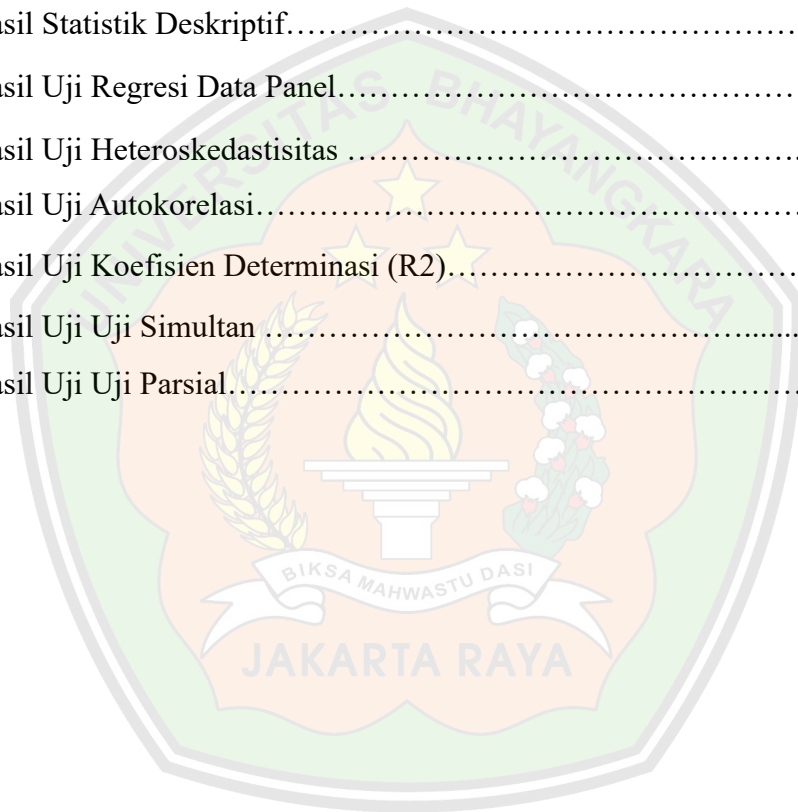 asil Statistik Deskriptif……………………………………………
asil Uji Regresi Data Panel………………………………………
asil Uji Heteroskedastisitas …………………………………….
asil Uji Autokorelasi……………………………………..………
asil Uji Koefisien Determinasi (R2)……………………………
asil Uji Uji Simultan ………………………………………….......
asil Uji Uji Parsial…………………………………………………
UNIVERSITAS BHAYANGKARA
BIKSA MAHWASTU DASI
JAKARTA RAYA